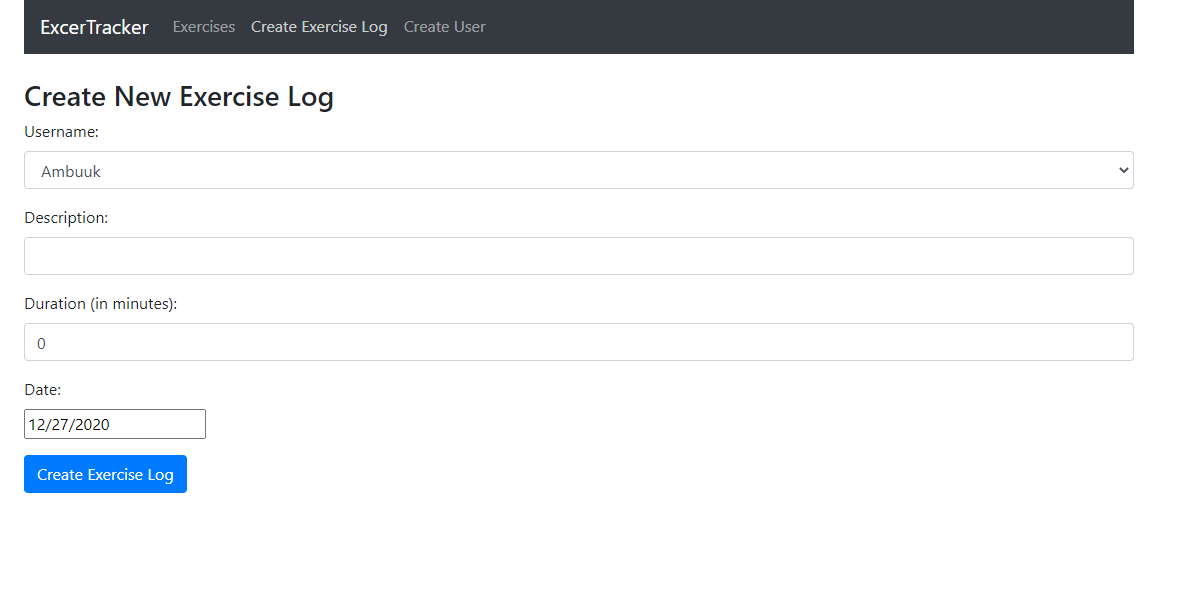 ExcerTracker Exercises Create Exercise Log Create User
Create New Exercise Log
Username:
Ambuuk
Description:
Duration (in minutes):
0
Date:
12/27/2020
Create Exercise Log